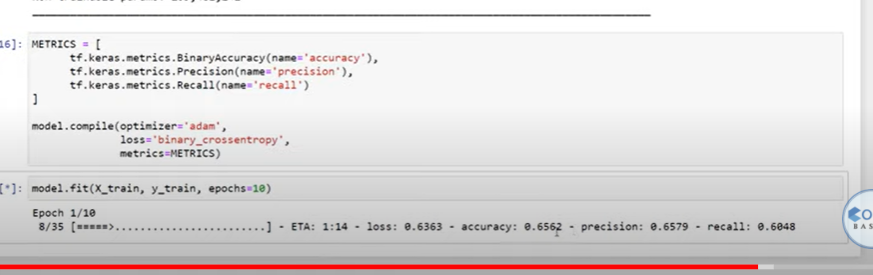 16]:
METRICS = [
tf.keras.metrics.BinaryAccuracy(name='accuracy'),
tf.keras.metrics.Precision(name='precision'),
tf.keras.metrics.Recall(name='recall')
]
model.compile(optimizer='adam',
loss='binary_crossentropy',
metrics=METRICS)
[*]:
model.fit(X_train, y_train, epochs=10)
Epoch 1/10
8/35 [=====>..........................] - ETA: 1:14 - loss: 0.6363 - accuracy: 0.6562 - precision: 0.6579 - recall: 0.6048